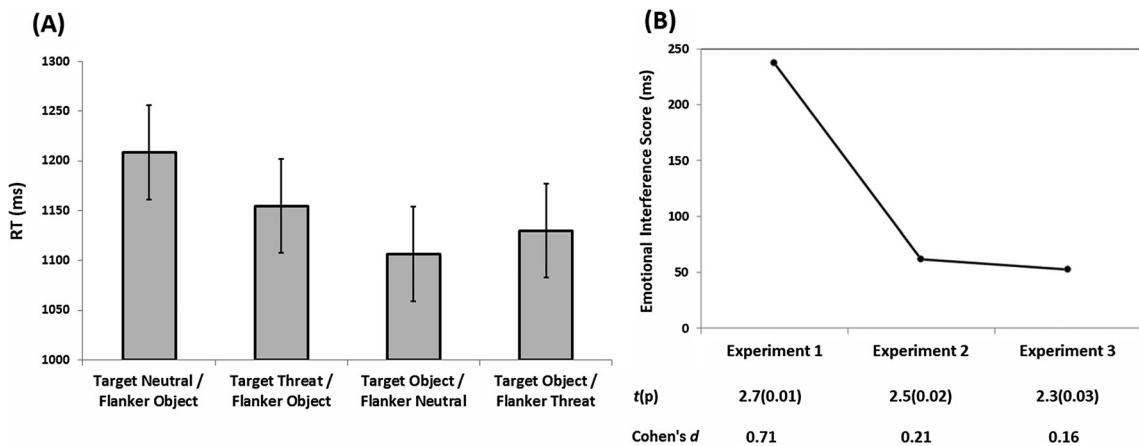 (A)
RT (ms)
1300
1250
1200
1150
1100
1050
1000
Target Neutral /
Flanker Object
Target Threat /
Flanker Object
Target Object /
Flanker Neutral
Target Object /
Flanker Threat
(B)
Emotional Interference Score (ms)
250
200
150
100
50
0
Experiment 1 Experiment 2 Experiment 3
t(p) 2.7(0.01) 2.5(0.02) 2.3(0.03)
Cohen's d 0.71 0.21 0.16